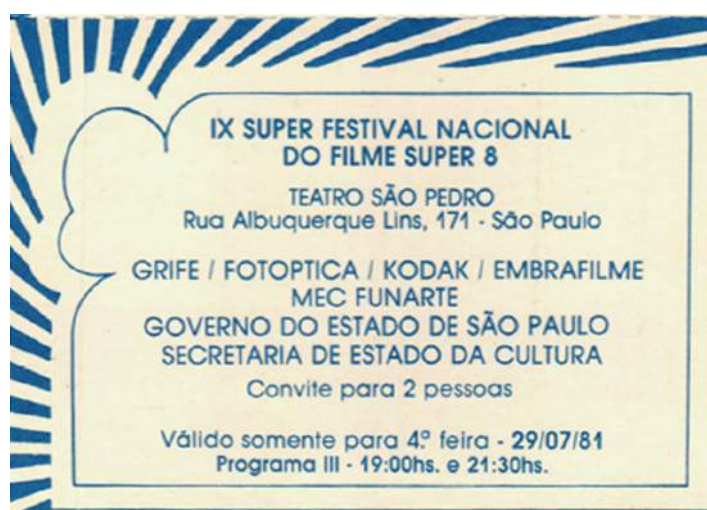 IX SUPER FESTIVAL NACIONAL
DO FILME SUPER 8
TEATRO SÃO PEDRO
Rua Albuquerque Lins, 171 - São Paulo
GRIFE / FOTOPTICA / KODAK / EMBRAFILME
MEC FUNARTE
GOVERNO DO ESTADO DE SÃO PAULO
SECRETARIA DE ESTADO DA CULTURA
Convite para 2 pessoas
Válido somente para 4ª feira - 29/07/81
Programa III - 19:00hs. e 21:30hs.